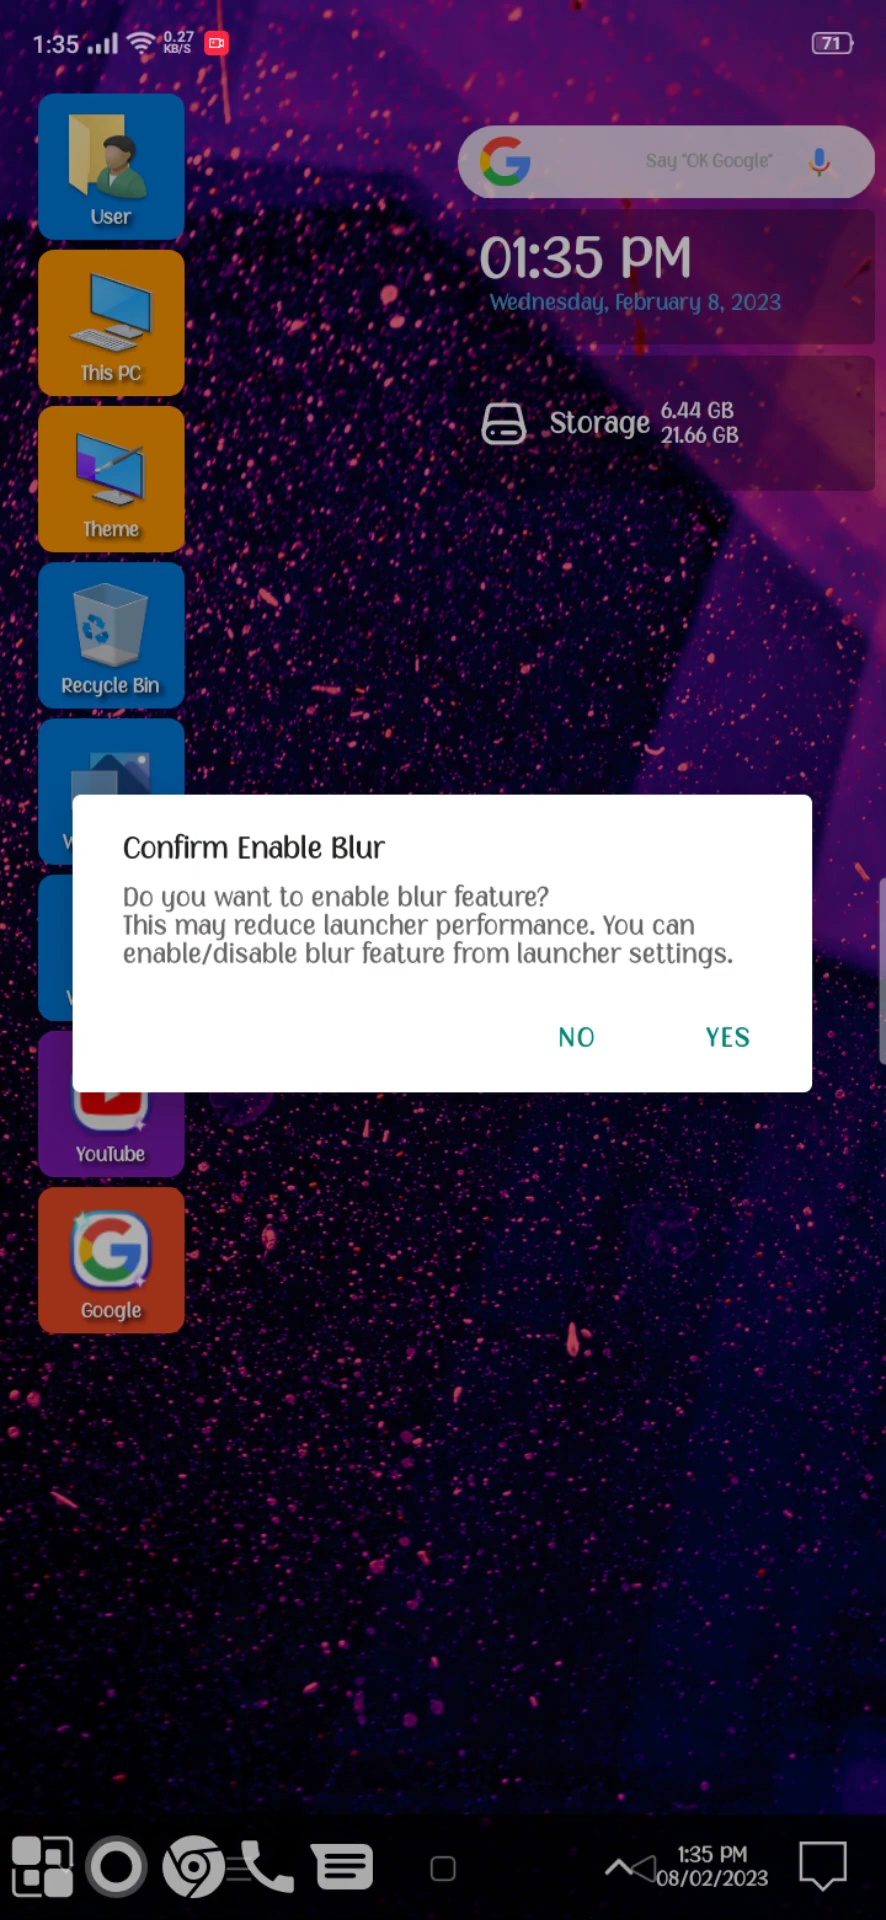 1:35 0.27 KB/S 71
User
Say "OK Google"
01:35 PM
Wednesday, February 8, 2023
This PC
Storage 6.44 GB
21.66 GB
Theme
Recycle Bin
Confirm Enable Blur
Do you want to enable blur feature?
This may reduce launcher performance. You can
enable/disable blur feature from launcher settings.
NO YES
YouTube
Google
1:35 PM
08/02/2023